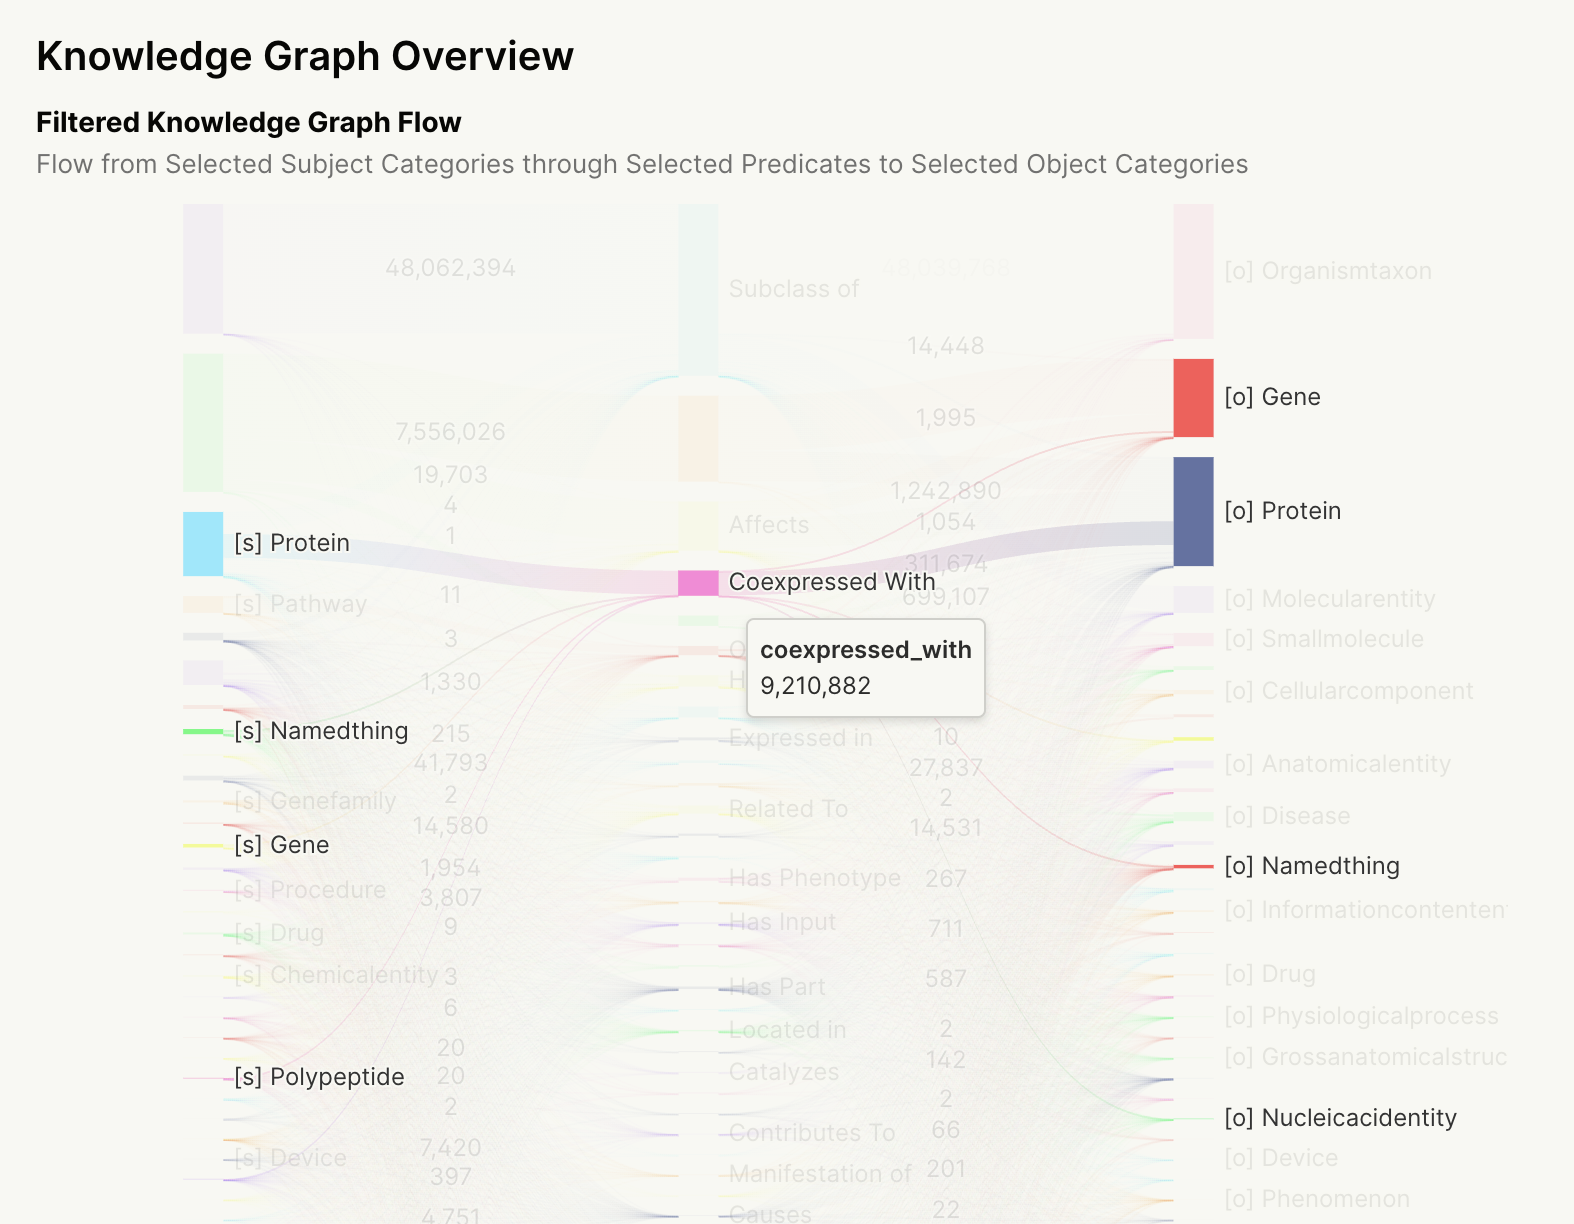 Knowledge Graph Overview
Filtered Knowledge Graph Flow
Flow from Selected Subject Categories through Selected Predicates to Selected Object Categories
48,062,394
Subclass of
[o] Organismtaxon
14,448
[o] Gene
7,556,026
1,995
19,703
1,242,890
4
[o] Protein
1
1,054
Affects
[s] Protein
311,674
Coexpressed With
11
699,107
[s] Pathway
[o] Molecularentity
3
[o] Smallmolecule
coexpressed_with
9,210,882
1,330
[o] Cellularcomponent
[s] Namedthing
215
Expressed in
10
41,793
27,837
[o] Anatomicalentity
2
2
[s] Genefamily
Related To
[o] Disease
14,580
14,531
[s] Gene
1,954
[o] Namedthing
Has Phenotype
267
[s] Procedure
3,807
[o] Informationcontenten
9
Has Input
711
[s] Drug
[s] Chemicalentity
3
Has Part
587
[o] Drug
6
[o] Physiologicalprocess
Located in
2
20
142
[o] Grossanatomicalstruc
[s] Polypeptide
20
Catalyzes
2
2
[o] Nucleicacidentity
7,420
Contributes To
66
[s] Device
[o] Device
397
Manifestation of
201
4,751
Causes
22
[o] Phenomenon